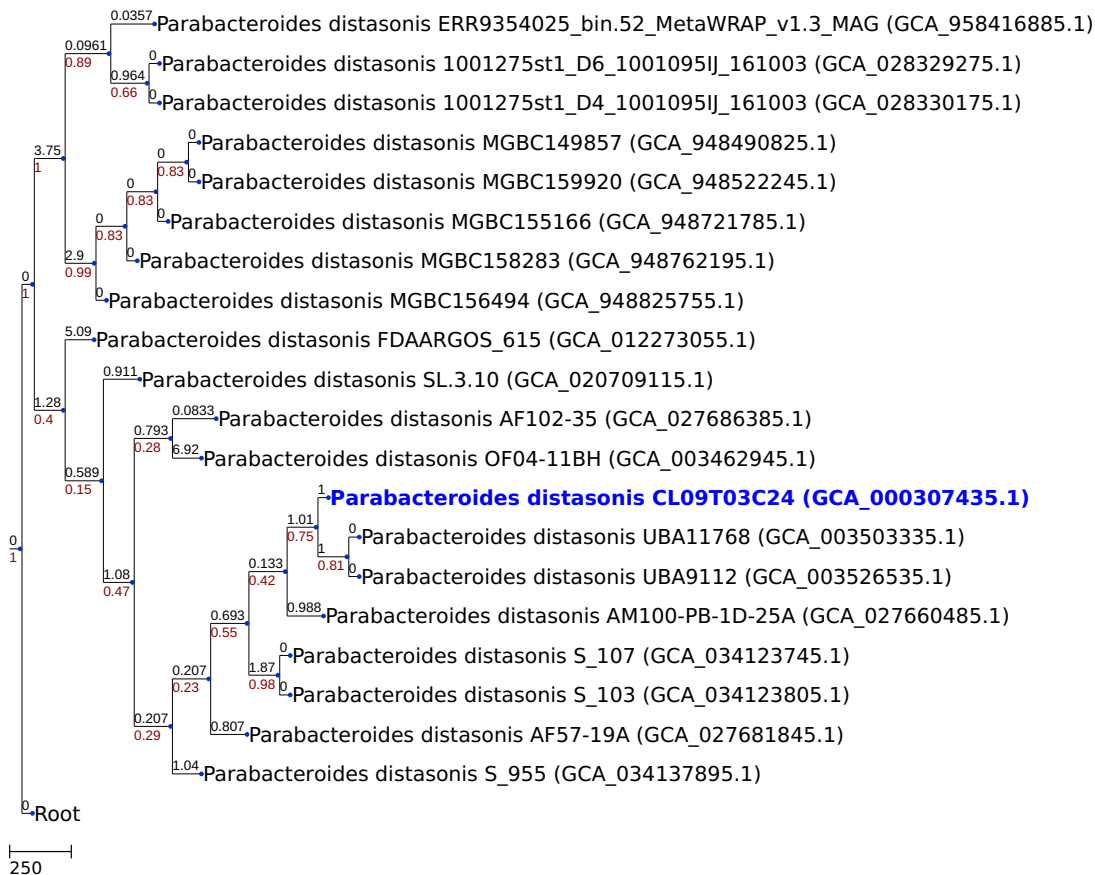 0.0357
Parabacteroides distasonis ERR9354025_bin.52_MetaWRAP_v1.3_MAG (GCA_958416885.1)
0.0961
0.89
0
Parabacteroides distasonis 1001275st1_D6_1001095IJ_161003 (GCA_028329275.1)
0.964
0.66
0
Parabacteroides distasonis 1001275st1_D4_1001095IJ_161003 (GCA_028330175.1)
0
Parabacteroides distasonis MGBC149857 (GCA_948490825.1)
3.75
1
0
0.83
0
Parabacteroides distasonis MGBC159920 (GCA_948522245.1)
0
0.83
0
Parabacteroides distasonis MGBC155166 (GCA_948721785.1)
0
0.83
0
Parabacteroides distasonis MGBC158283 (GCA_948762195.1)
2.9
0.99
0
1
0
Parabacteroides distasonis MGBC156494 (GCA_948825755.1)
5.09
Parabacteroides distasonis FDAARGOS_615 (GCA_012273055.1)
0.911
Parabacteroides distasonis SL.3.10 (GCA_020709115.1)
1.28
0.4
0.0833
Parabacteroides distasonis AF102-35 (GCA_027686385.1)
0.793
0.28
6.92
Parabacteroides distasonis OF04-11BH (GCA_003462945.1)
0.589
0.15
1
Parabacteroides distasonis CL09T03C24 (GCA_000307435.1)
1.01
0.75
0
Parabacteroides distasonis UBA11768 (GCA_003503335.1)
0
1
1
0.81
0
Parabacteroides distasonis UBA9112 (GCA_003526535.1)
0.133
0.42
1.08
0.47
0.988
Parabacteroides distasonis AM100-PB-1D-25A (GCA_027660485.1)
0.693
0.55
0
Parabacteroides distasonis S_107 (GCA_034123745.1)
1.87
0.98
0
Parabacteroides distasonis S_103 (GCA_034123805.1)
0.207
0.23
0.807
Parabacteroides distasonis AF57-19A (GCA_027681845.1)
0.207
0.29
1.04
Parabacteroides distasonis S_955 (GCA_034137895.1)
0
Root
250